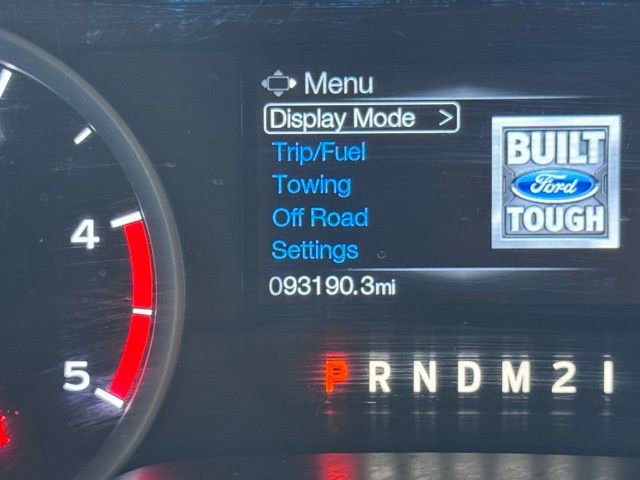 Menu
Display Mode >
Trip/Fuel
Towing
Off Road
Settings
093190.3mi
BUILT
Ford
TOUGH
4
5
P R N D M 2 1